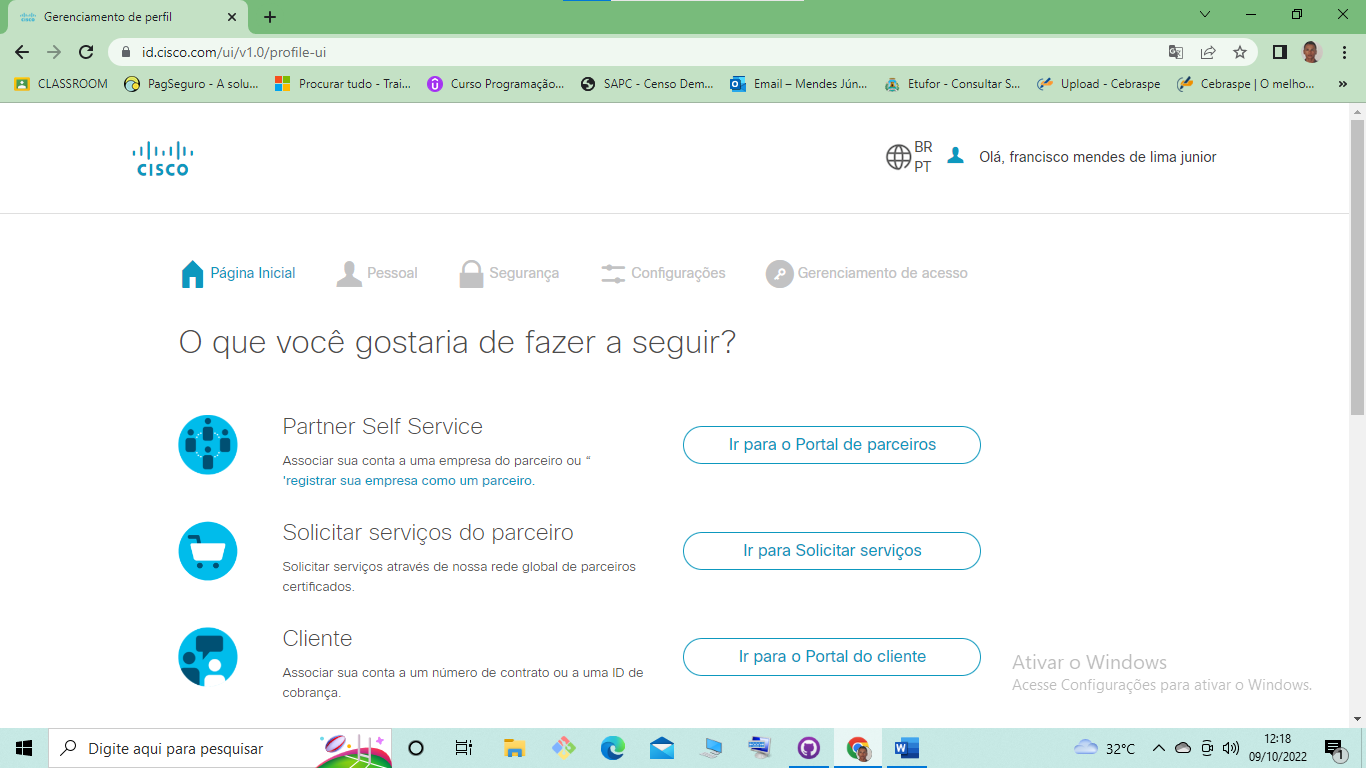 Gerenciamento de perfil
id.cisco.com/ui/v1.0/profile-ui
CLASSROOM PagSeguro - A solu... Procurar tudo - Trai... Curso Programação... SAPC - Censo Dem... Email – Mendes Jún... Etufor - Consultar S... Upload - Cebraspe Cebraspe | O melho... »
CISCO
BR
PT
Olá, francisco mendes de lima junior
Página Inicial Pessoal Segurança Configurações Gerenciamento de acesso
O que você gostaria de fazer a seguir?
Partner Self Service
Associar sua conta a uma empresa do parceiro ou “
'registrar sua empresa como um parceiro.
Ir para o Portal de parceiros
Solicitar serviços do parceiro
Solicitar serviços através de nossa rede global de parceiros
certificados.
Ir para Solicitar serviços
Cliente
Associar sua conta a um número de contrato ou a uma ID de
cobrança.
Ir para o Portal do cliente
Ativar o Windows
Acesse Configurações para ativar o Windows.
Digite aqui para pesquisar
32°C
12:18
09/10/2022
1